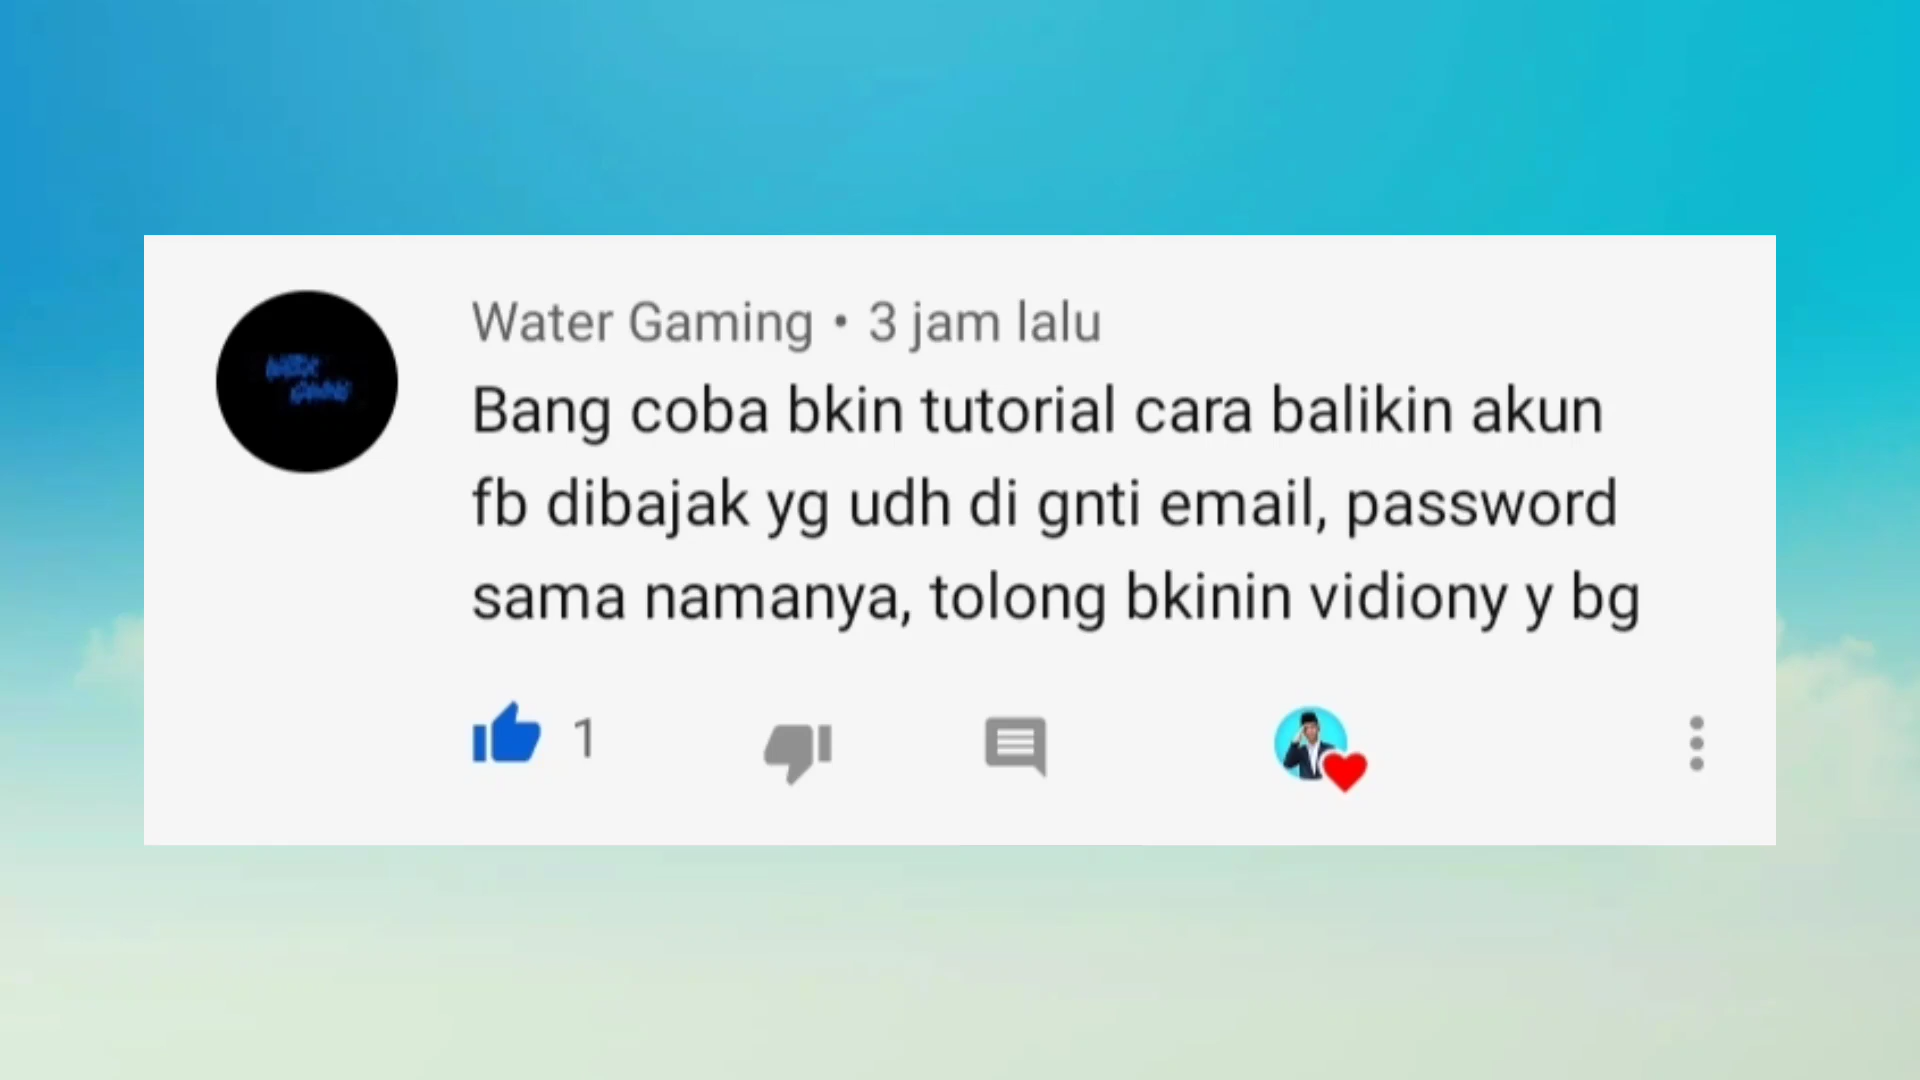 Water Gaming • 3 jam lalu
Bang coba bkin tutorial cara balikin akun
fb dibajak yg udh di gnti email, password
sama namanya, tolong bkinin vidiony y bg
1